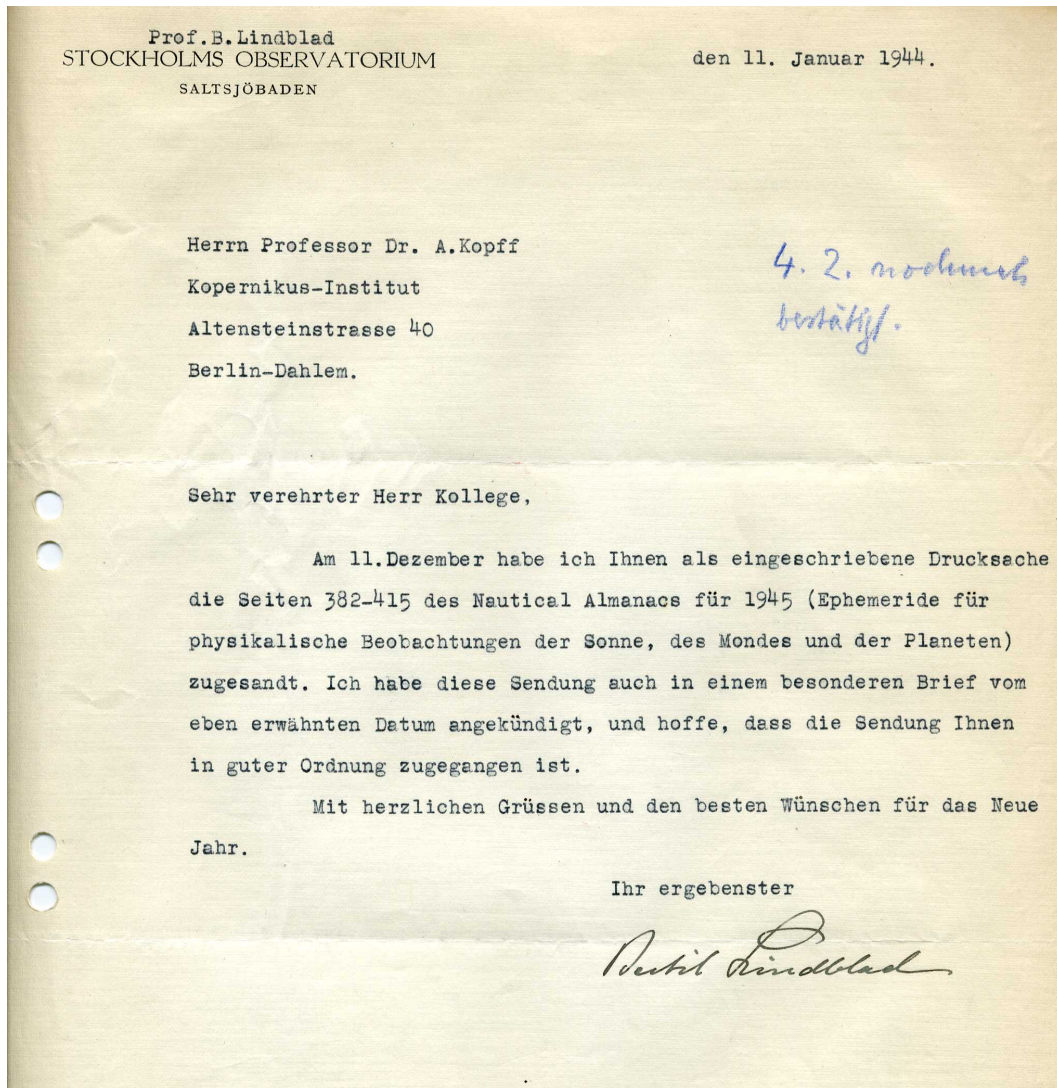 Prof.B.Lindblad
STOCKHOLMS OBSERVATORIUM
SALTSJÖBADEN
den 11. Januar 1944.
Herrn Professor Dr. A.Kopff
Kopernikus-Institut
Altensteinstrasse 40
Berlin-Dahlem.
4. 2. nochmals
bestätigt.
Sehr verehrter Herr Kollege,
Am 11.Dezember habe ich Ihnen als eingeschriebene Drucksache
die Seiten 382-415 des Nautical Almanacs für 1945 (Ephemeride für
physikalische Beobachtungen der Sonne, des Mondes und der Planeten)
zugesandt. Ich habe diese Sendung auch in einem besonderen Brief vom
eben erwähnten Datum angekündigt, und hoffe, dass die Sendung Ihnen
in guter Ordnung zugegangen ist.
Mit herzlichen Grüssen und den besten Wünschen für das Neue
Jahr.
Ihr ergebenster
Bertil Lindblad